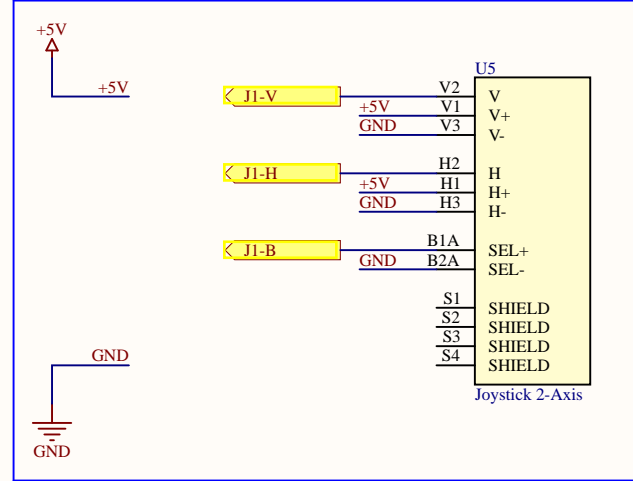 +5V
+5V
U5
J1-V V2 V
+5V V1 V+
GND V3 V-
J1-H H2 H
+5V H1 H+
GND H3 H-
J1-B B1A SEL+
GND B2A SEL-
S1 SHIELD
S2 SHIELD
S3 SHIELD
S4 SHIELD
Joystick 2-Axis
GND
GND